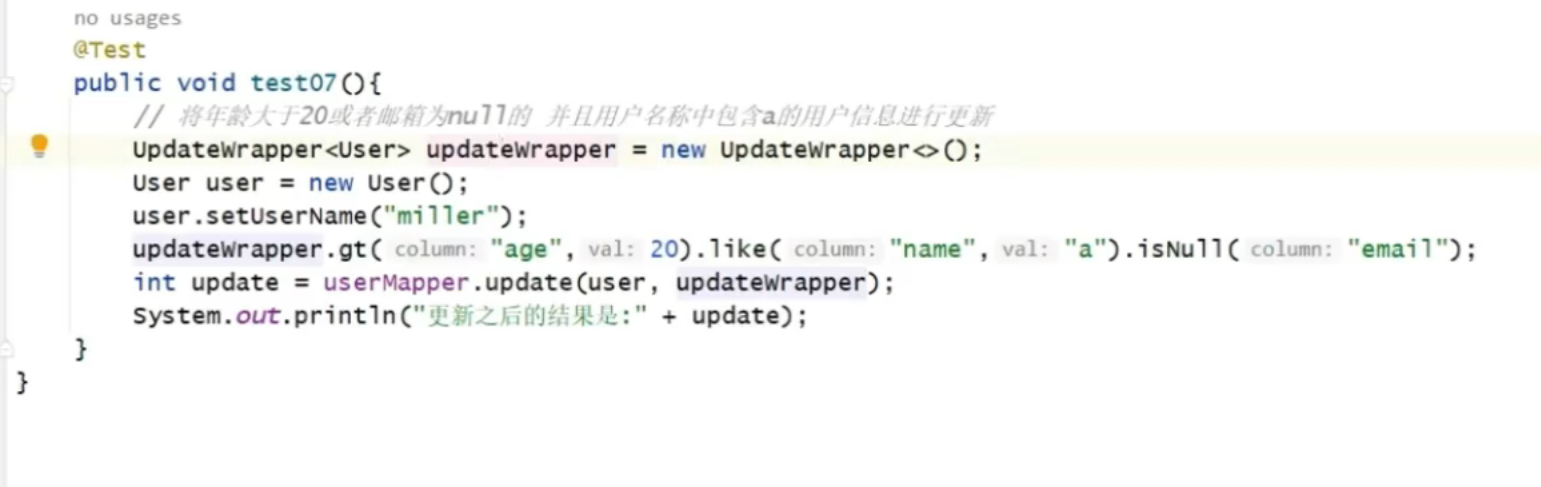 no usages
@Test
public void test07(){
// 将年龄大于20或者邮箱为null的 并且用户名称中包含a的用户信息进行更新
UpdateWrapper<User> updateWrapper = new UpdateWrapper<>();
User user = new User();
user.setUserName("miller");
updateWrapper.gt( column: "age", val: 20).like( column: "name", val: "a").isNull( column: "email");
int update = userMapper.update(user, updateWrapper);
System.out.println("更新之后的结果是:" + update);
}
}